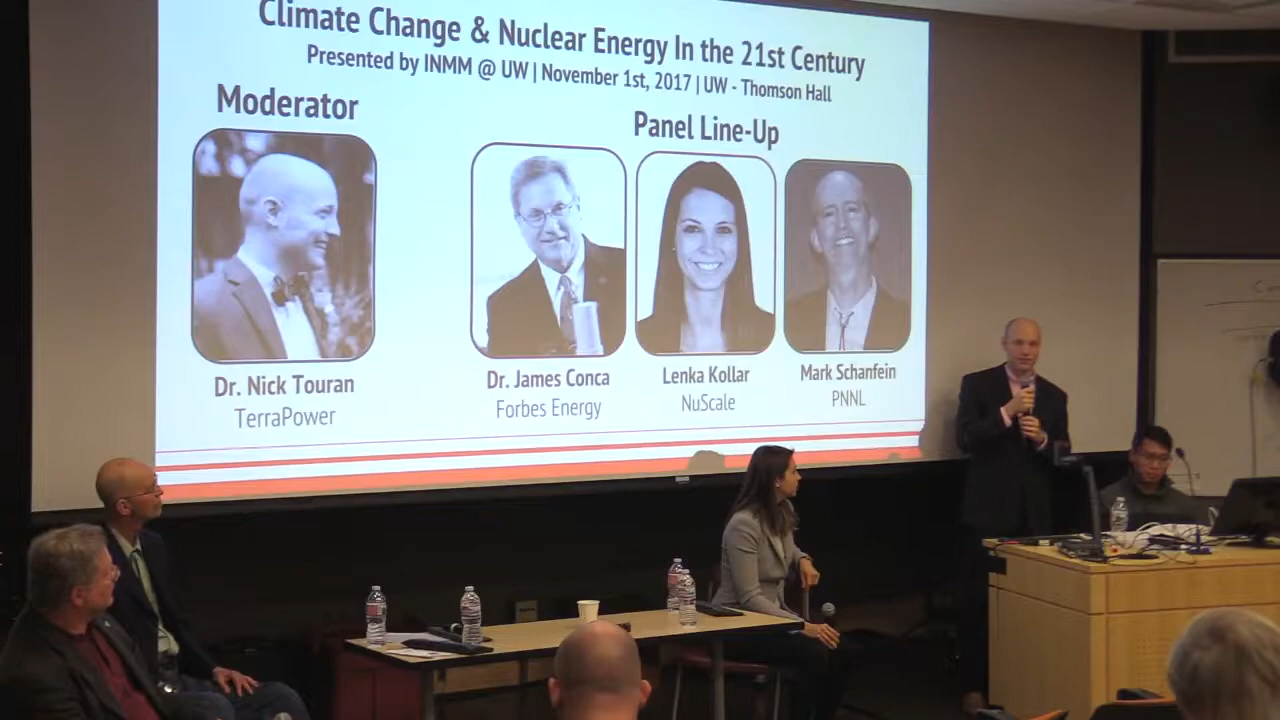 Climate Change & Nuclear Energy In the 21st Century
Presented by INMM @ UW | November 1st, 2017 | UW - Thomson Hall
Moderator
Panel Line-Up
Dr. Nick Touran
TerraPower
Dr. James Conca
Forbes Energy
Lenka Kollar
NuScale
Mark Schanfein
PNNL